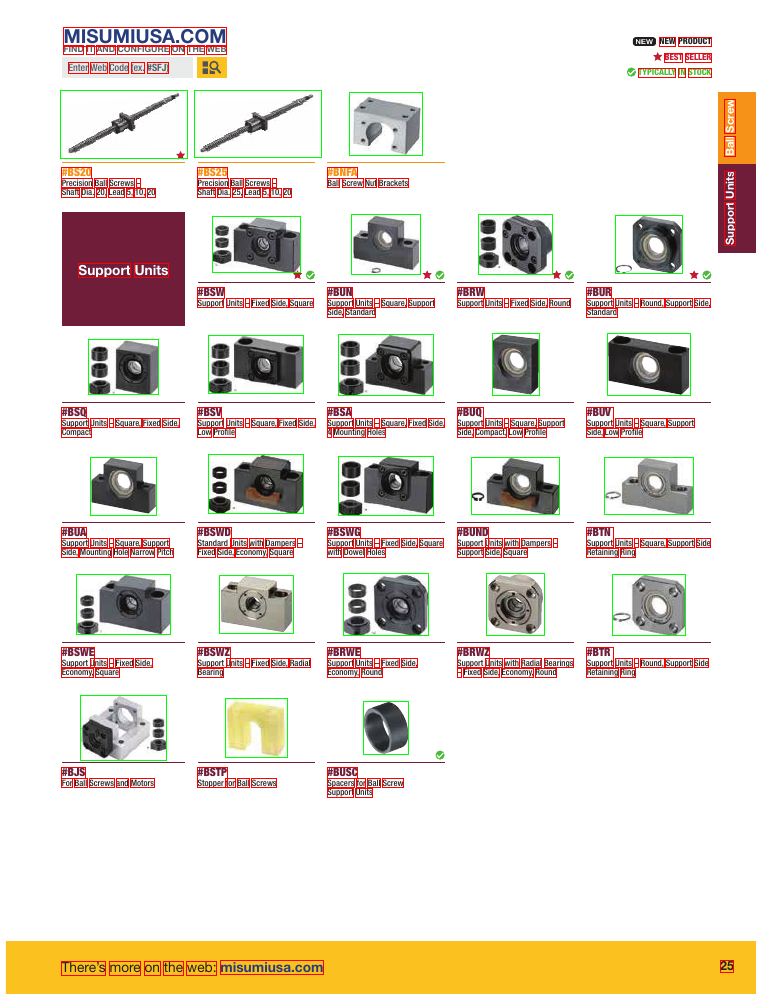 MISUMIUSA.COM
FIND IT AND CONFIGURE ON THE WEB
Enter Web Code (ex. #SFJ)
NEW NEW PRODUCT
BEST SELLER
TYPICALLY IN STOCK
Ball Screw
Support Units
#BS20
Precision Ball Screws –
Shaft Dia. 20, Lead 5, 10, 20
#BS25
Precision Ball Screws –
Shaft Dia. 25, Lead 5, 10, 20
#BNFA
Ball Screw Nut Brackets
Support Units
#BSW
Support Units – Fixed Side, Square
#BUN
Support Units – Square, Support
Side, Standard
#BRW
Support Units – Fixed Side, Round
#BUR
Support Units – Round, Support Side,
Standard
#BSQ
Support Units – Square, Fixed Side,
Compact
#BSV
Support Units – Square, Fixed Side,
Low Profile
#BSA
Support Units – Square, Fixed Side,
4 Mounting Holes
#BUQ
Support Units – Square, Support
Side, Compact, Low Profile
#BUV
Support Units – Square, Support
Side, Low Profile
#BUA
Support Units – Square, Support
Side, Mounting Hole Narrow Pitch
#BSWD
Standard Units with Dampers –
Fixed Side, Economy, Square
#BSWG
Support Units – Fixed Side, Square
with Dowel Holes
#BUND
Support Units with Dampers –
Support Side, Square
#BTN
Support Units – Square, Support Side
Retaining Ring
#BSWE
Support Units – Fixed Side,
Economy, Square
#BSWZ
Support Units – Fixed Side, Radial
Bearing
#BRWE
Support Units – Fixed Side,
Economy, Round
#BRWZ
Support Units with Radial Bearings
– Fixed Side, Economy, Round
#BTR
Support Units – Round, Support Side
Retaining Ring
#BJS
For Ball Screws and Motors
#BSTP
Stopper for Ball Screws
#BUSC
Spacers for Ball Screw
Support Units
There's more on the web: misumiusa.com
25